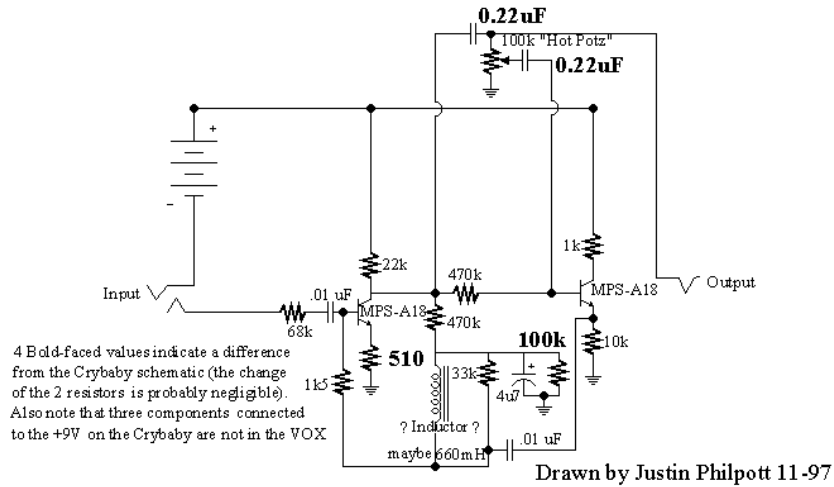 0.22uF
100k "Hot Potz"
0.22uF
+
−
22k
1k
470k
Input
.01 uF
MPS-A18
MPS-A18
Output
68k
470k
510
100k
10k
4 Bold-faced values indicate a difference
from the Crybaby schematic (the change
of the 2 resistors is probably negligible).
Also note that three components connected
to the +9V on the Crybaby are not in the VOX
1k5
33k
+
4u7
? Inductor ?
maybe 660mH
.01 uF
Drawn by Justin Philpott 11-97